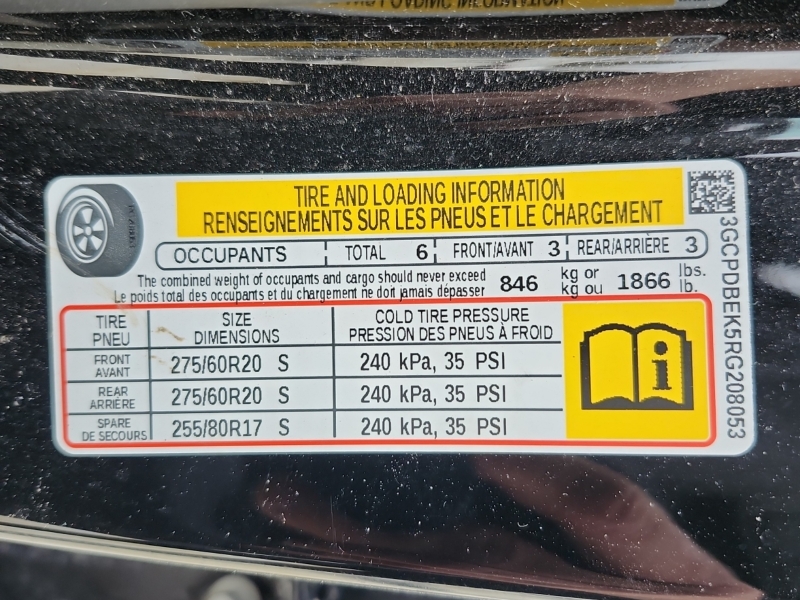 TIRE AND LOADING INFORMATION
RENSEIGNEMENTS SUR LES PNEUS ET LE CHARGEMENT
OCCUPANTS TOTAL 6 FRONT/AVANT 3 REAR/ARRIÈRE 3
The combined weight of occupants and cargo should never exceed 846 kg or 1866 lbs.
Le poids total des occupants et du chargement ne doit jamais dépasser kg ou lb.
TIRE SIZE COLD TIRE PRESSURE
PNEU DIMENSIONS PRESSION DES PNEUS À FROID
FRONT
AVANT 275/60R20 S 240 kPa, 35 PSI
REAR
ARRIÈRE 275/60R20 S 240 kPa, 35 PSI
SPARE
DE SECOURS 255/80R17 S 240 kPa, 35 PSI
3GCPDBEK5RG208053